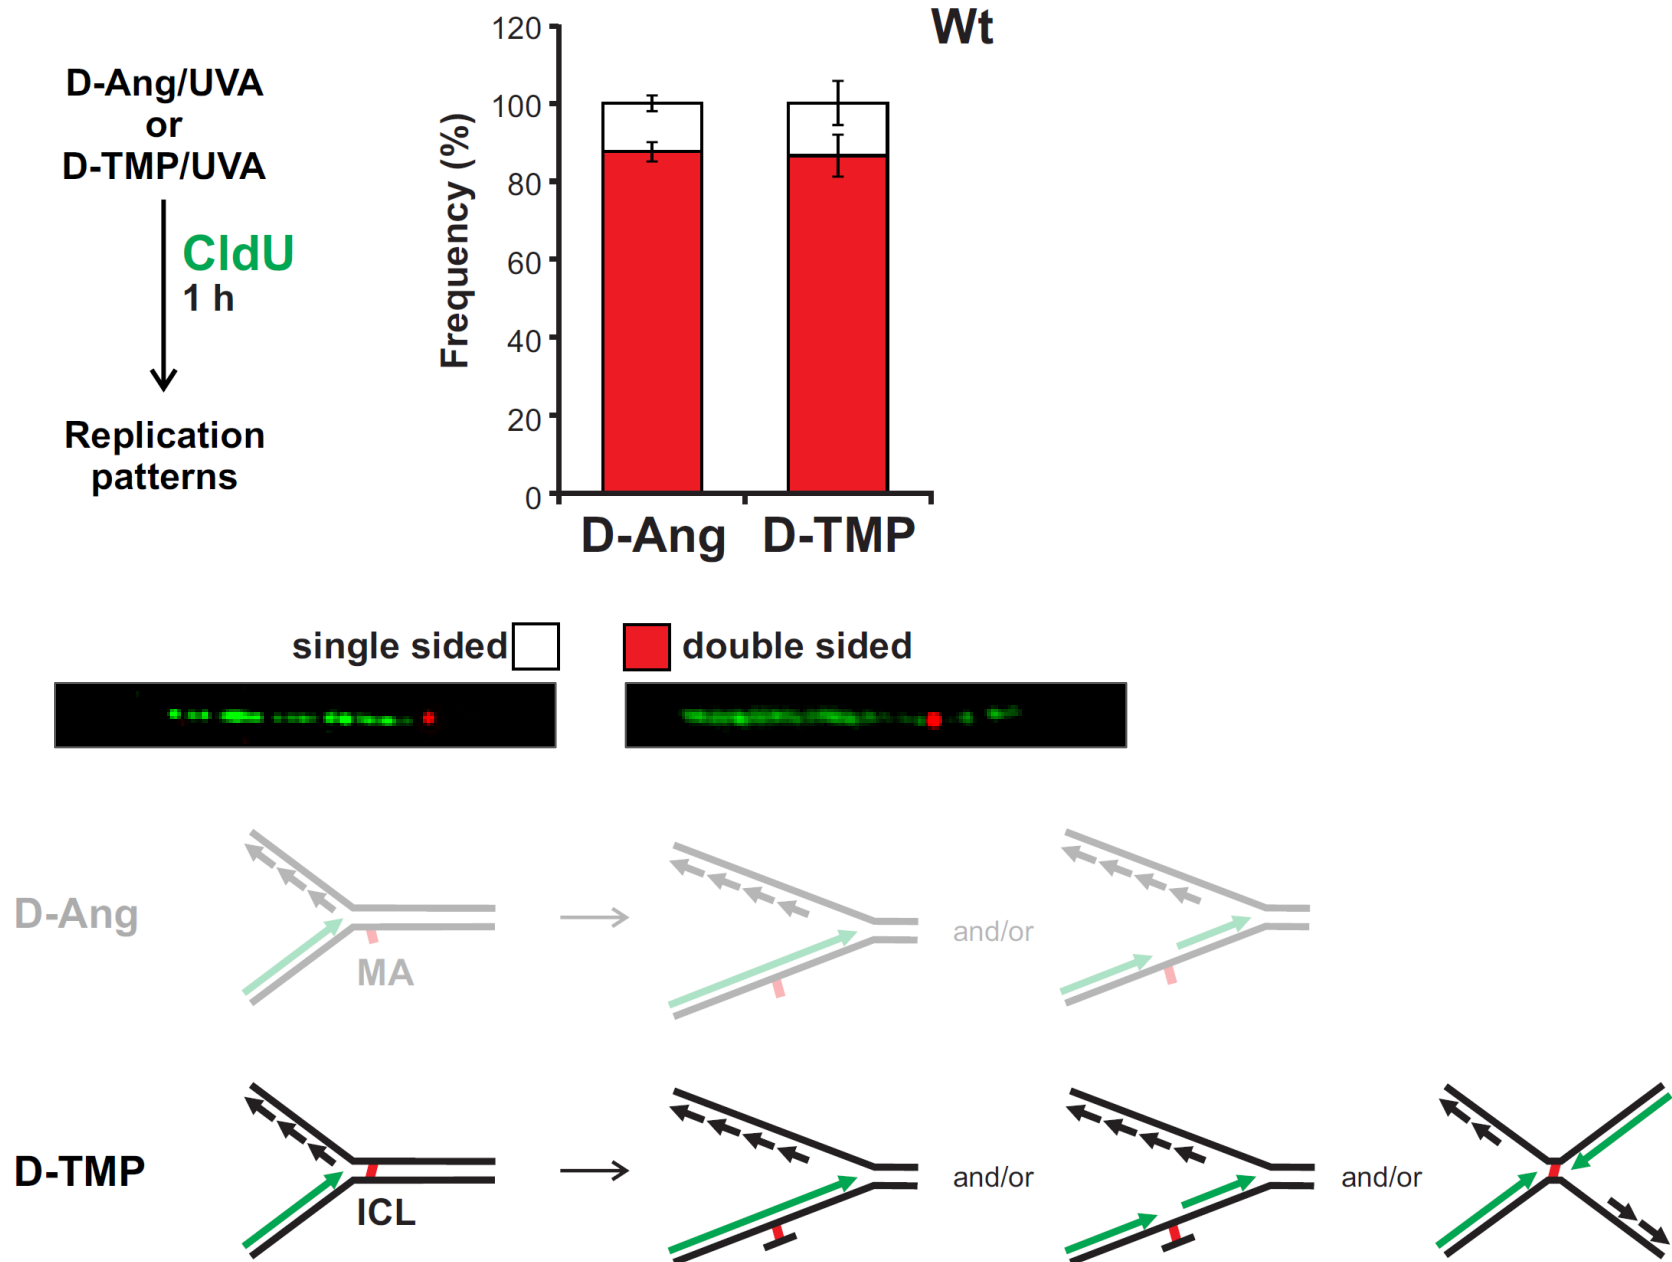 D-Ang/UVA
or
D-TMP/UVA
CldU
1 h
Replication
patterns
Wt
Frequency (%)
120
100
80
60
40
20
0
D-Ang
D-TMP
single sided
double sided
D-Ang
MA
and/or
D-TMP
ICL
and/or
and/or